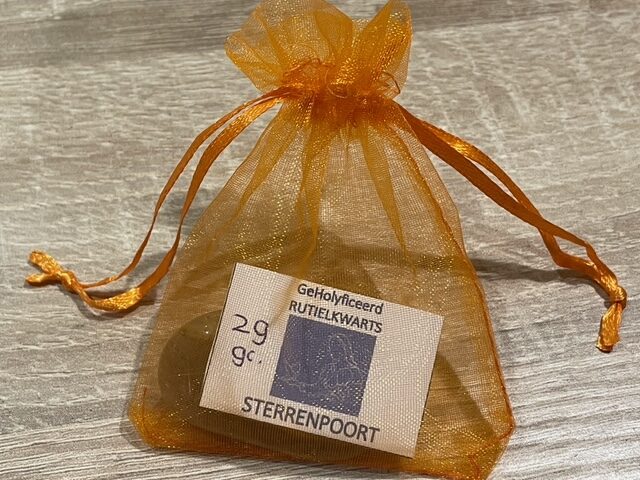 GeHolyficeerd
RUTIELKWARTS
29
gc.
STERRENPOORT